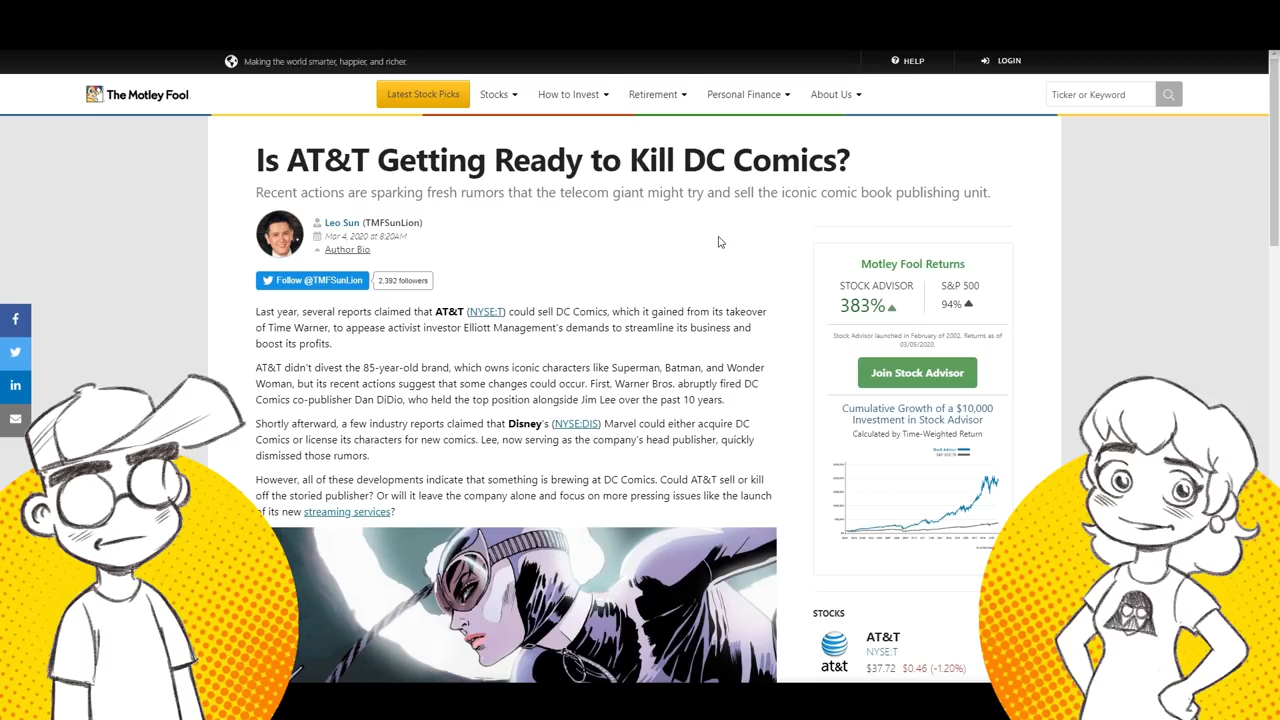 Making the world smarter, happier, and richer.
HELP
LOGIN
The Motley Fool
Latest Stock Picks
Stocks
How to Invest
Retirement
Personal Finance
About Us
Ticker or Keyword
Is AT&T Getting Ready to Kill DC Comics?
Recent actions are sparking fresh rumors that the telecom giant might try and sell the iconic comic book publishing unit.
Leo Sun (TMFSunLion)
Mar 4, 2020 at 8:20AM
Author Bio
Follow @TMFSunLion
2,392 followers
Last year, several reports claimed that AT&T (NYSE:T) could sell DC Comics, which it gained from its takeover
of Time Warner, to appease activist investor Elliott Management's demands to streamline its business and
boost its profits.
AT&T didn't divest the 85-year-old brand, which owns iconic characters like Superman, Batman, and Wonder
Woman, but its recent actions suggest that some changes could occur. First, Warner Bros. abruptly fired DC
Comics co-publisher Dan DiDio, who held the top position alongside Jim Lee over the past 10 years.
Shortly afterward, a few industry reports claimed that Disney's (NYSE:DIS) Marvel could either acquire DC
Comics or license its characters for new comics. Lee, now serving as the company's head publisher, quickly
dismissed those rumors.
However, all of these developments indicate that something is brewing at DC Comics. Could AT&T sell or kill
off the storied publisher? Or will it leave the company alone and focus on more pressing issues like the launch
of its new streaming services?
Motley Fool Returns
STOCK ADVISOR
S&P 500
383%
94%
Stock Advisor launched in February of 2002. Returns as of
03/05/2020.
Join Stock Advisor
Cumulative Growth of a $10,000
Investment in Stock Advisor
Calculated by Time-Weighted Return
Stock Advisor
STOCKS
AT&T
NYSE:T
$37.72 $0.46 (-1.20%)
at&t